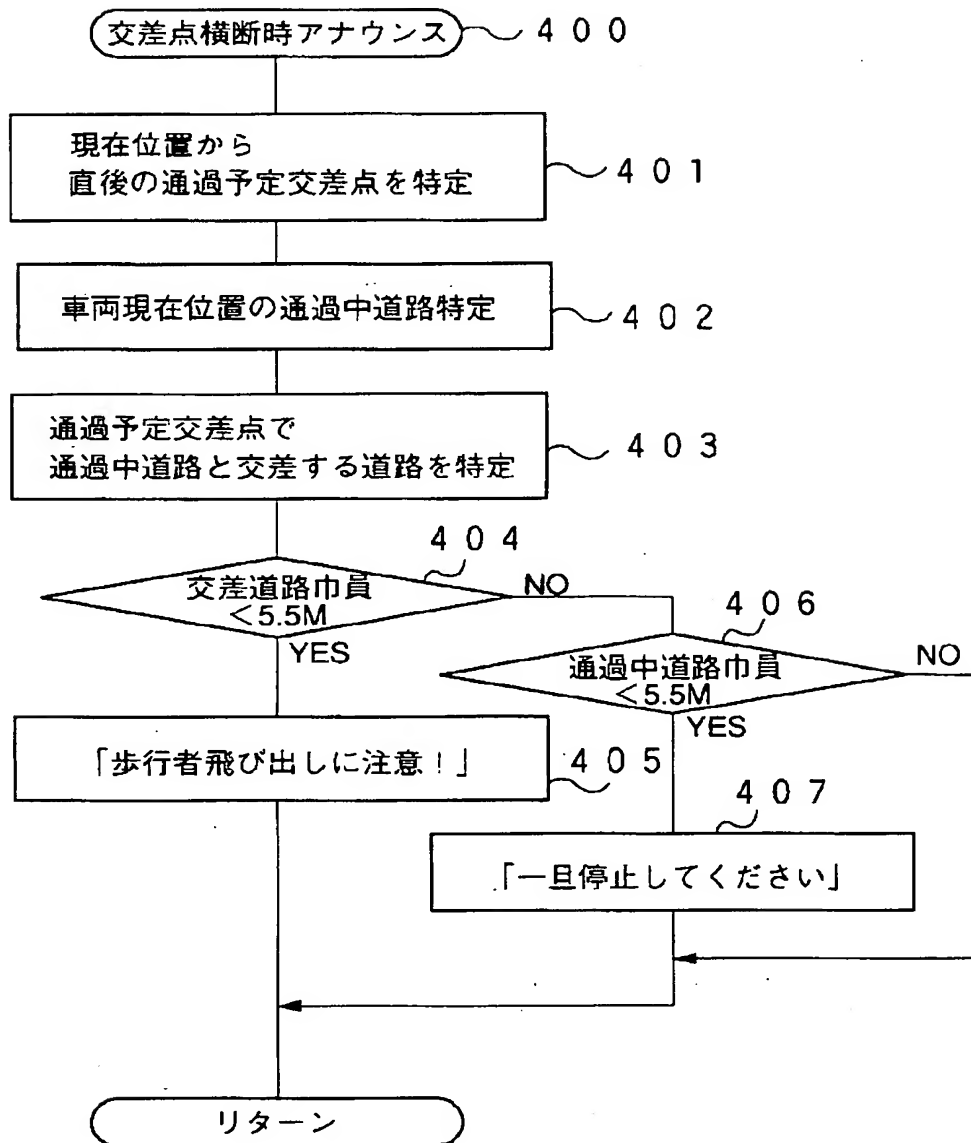 交差点横断時アナウンス
400
現在位置から
直後の通過予定交差点を特定
401
車両現在位置の通過中道路特定
402
通過予定交差点で
通過中道路と交差する道路を特定
403
404
交差道路巾員
<5.5M
NO
YES
406
通過中道路巾員
<5.5M
NO
YES
「歩行者飛び出しに注意！」
405
407
「一旦停止してください」
リターン